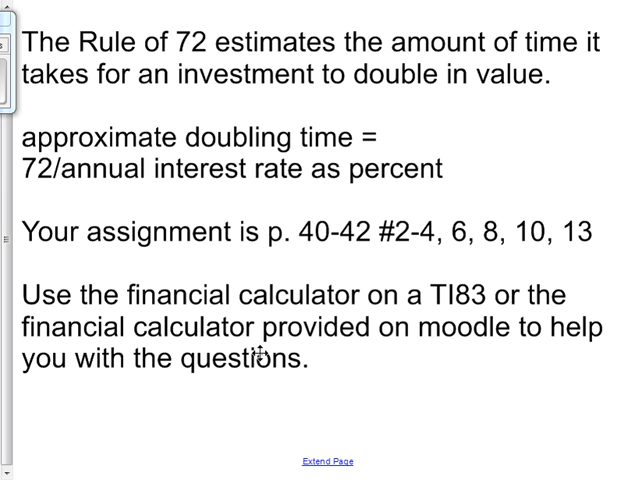 The Rule of 72 estimates the amount of time it
takes for an investment to double in value.
approximate doubling time =
72/annual interest rate as percent
Your assignment is p. 40-42 #2-4, 6, 8, 10, 13
Use the financial calculator on a TI83 or the
financial calculator provided on moodle to help
you with the questions.
Extend Page